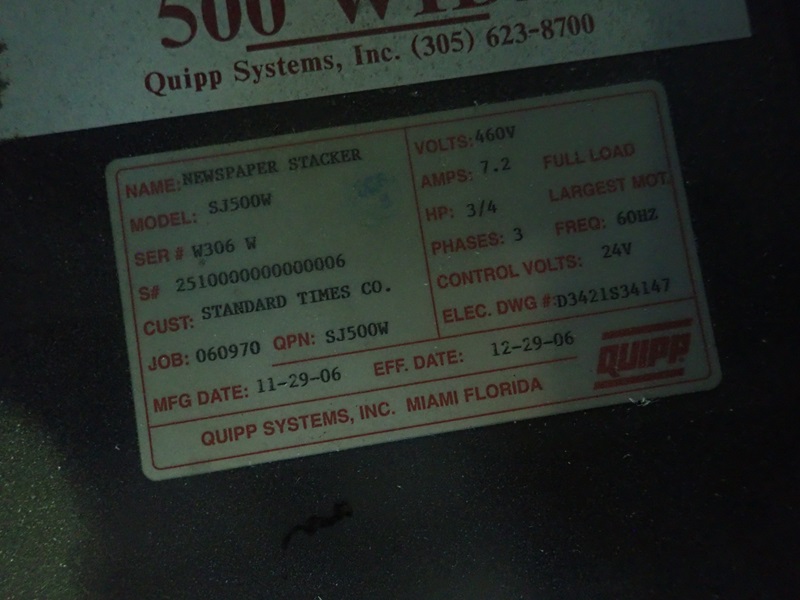 500
Quipp Systems, Inc. (305) 623-8700
NAME: NEWSPAPER STACKER
MODEL: SJ500W
SER # W306 W
S# 2510000000000006
CUST: STANDARD TIMES CO.
JOB: 060970 QPN: SJ500W
VOLTS: 460V
AMPS: 7.2 FULL LOAD
HP: 3/4 LARGEST MOT.
PHASES: 3 FREQ: 60HZ
CONTROL VOLTS: 24V
ELEC. DWG #: D3421S34147
MFG DATE: 11-29-06 EFF. DATE: 12-29-06
QUIPP
QUIPP SYSTEMS, INC. MIAMI FLORIDA